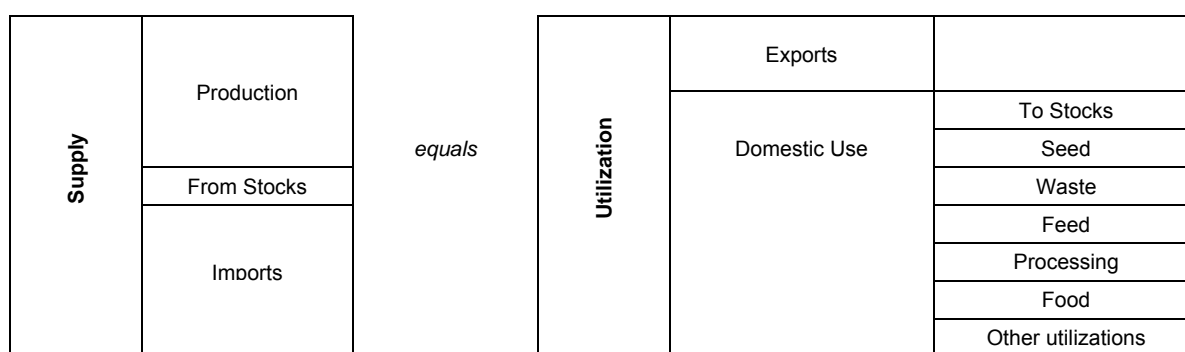 Supply
Production
From Stocks
Imports
equals
Utilization
Exports
Domestic Use
To Stocks
Seed
Waste
Feed
Processing
Food
Other utilizations